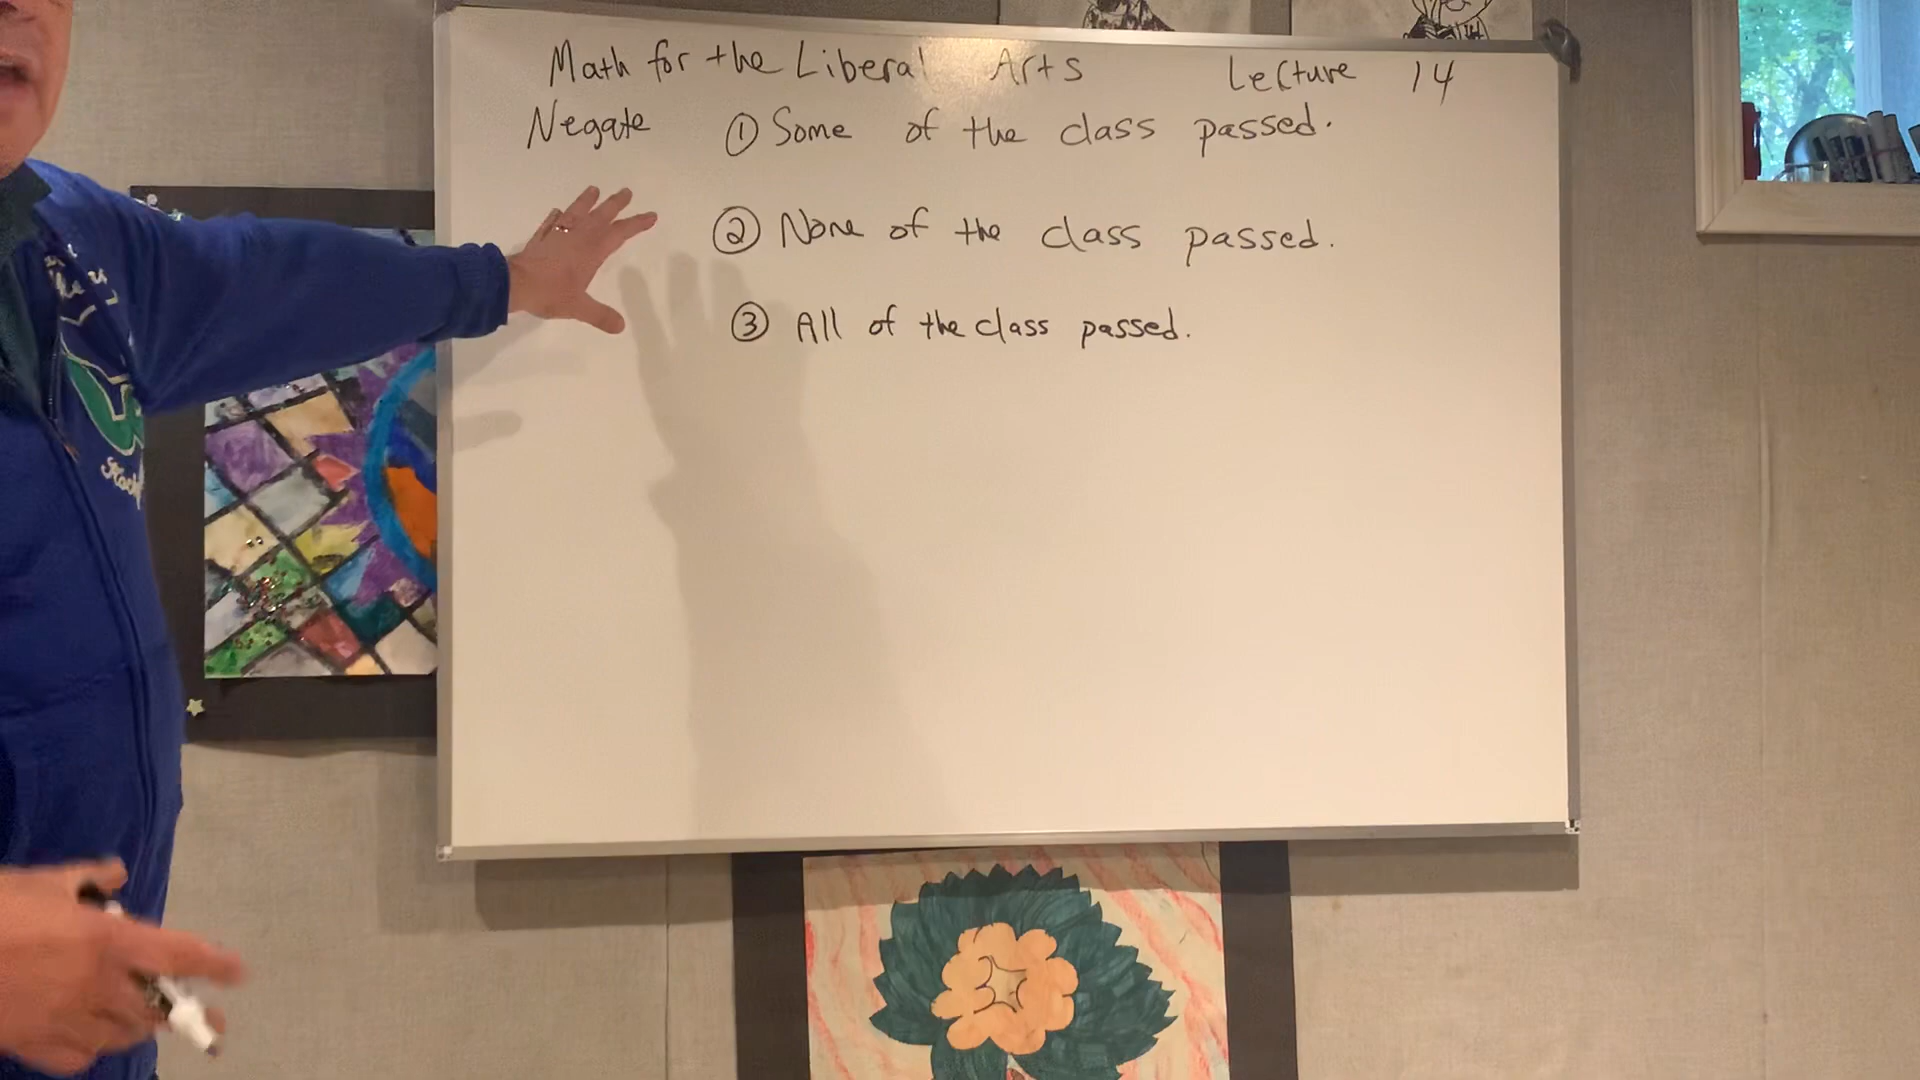 Math for the Liberal Arts Lecture 14
Negate ① Some of the class passed.
② None of the class passed.
③ All of the class passed.